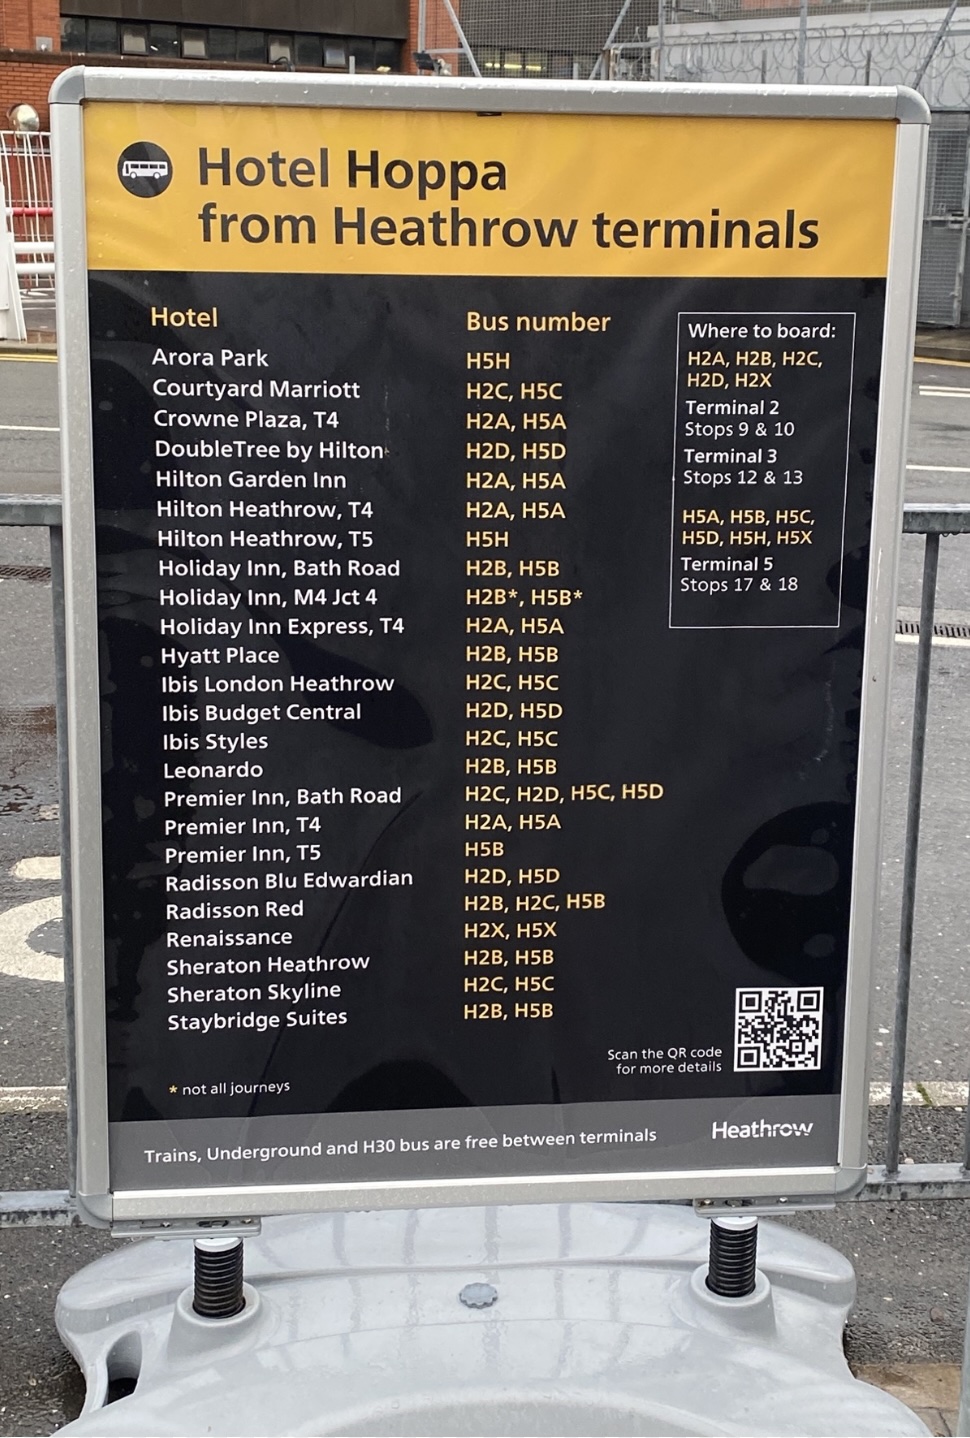 Hotel Hoppa
from Heathrow terminals
Hotel Bus number
Arora Park H5H
Courtyard Marriott H2C, H5C
Crowne Plaza, T4 H2A, H5A
DoubleTree by Hilton H2D, H5D
Hilton Garden Inn H2A, H5A
Hilton Heathrow, T4 H2A, H5A
Hilton Heathrow, T5 H5H
Holiday Inn, Bath Road H2B, H5B
Holiday Inn, M4 Jct 4 H2B*, H5B*
Holiday Inn Express, T4 H2A, H5A
Hyatt Place H2B, H5B
Ibis London Heathrow H2C, H5C
Ibis Budget Central H2D, H5D
Ibis Styles H2C, H5C
Leonardo H2B, H5B
Premier Inn, Bath Road H2C, H2D, H5C, H5D
Premier Inn, T4 H2A, H5A
Premier Inn, T5 H5B
Radisson Blu Edwardian H2D, H5D
Radisson Red H2B, H2C, H5B
Renaissance H2X, H5X
Sheraton Heathrow H2B, H5B
Sheraton Skyline H2C, H5C
Staybridge Suites H2B, H5B
Where to board:
H2A, H2B, H2C,
H2D, H2X
Terminal 2
Stops 9 & 10
Terminal 3
Stops 12 & 13
H5A, H5B, H5C,
H5D, H5H, H5X
Terminal 5
Stops 17 & 18
Scan the QR code
for more details
* not all journeys
Trains, Underground and H30 bus are free between terminals
Heathrow